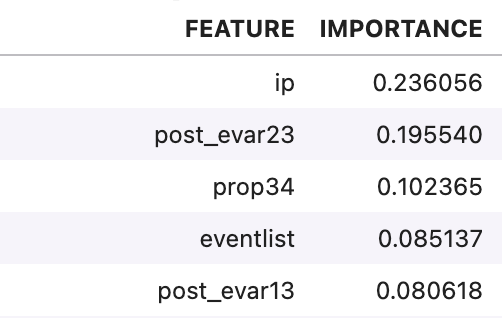 FEATURE IMPORTANCE
ip 0.236056
post_evar23 0.195540
prop34 0.102365
eventlist 0.085137
post_evar13 0.080618